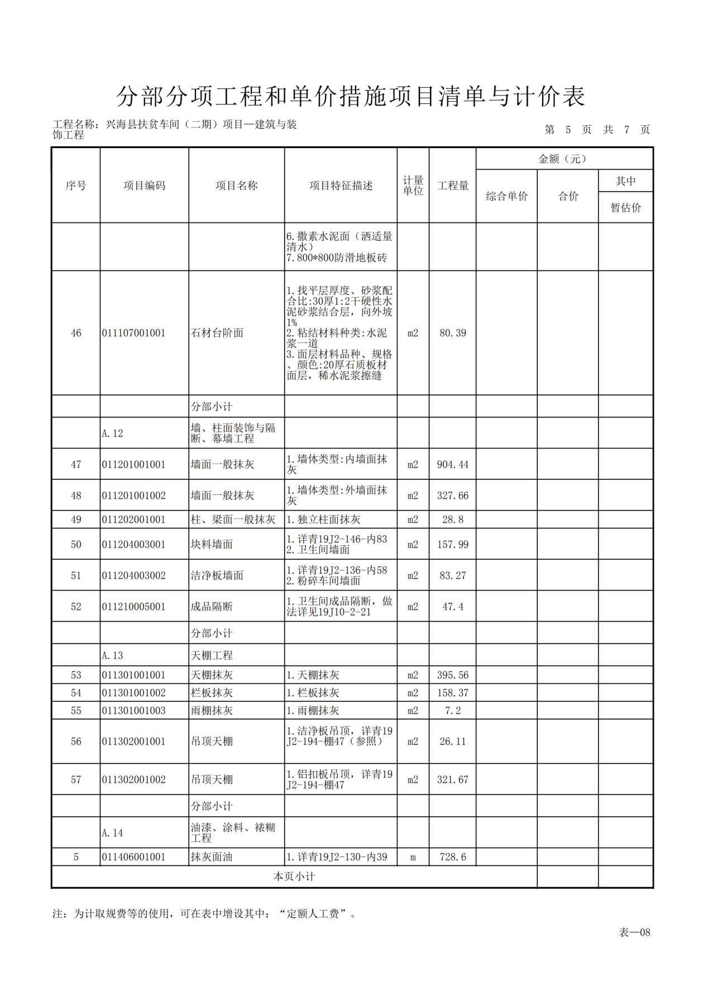 分部分项工程和单价措施项目清单与计价表
工程名称：兴海县扶贫车间（二期）项目—建筑与装
饰工程
第 5 页 共 7 页
序号 项目编码 项目名称 项目特征描述 计量
单位 工程量 金额（元）
综合单价 合价 其中
暂估价
6.撒素水泥面（洒适量
清水）
7.800*800防滑地板砖
46 011107001001 石材台阶面 1.找平层厚度、砂浆配
合比:30厚1:2干硬性水
泥砂浆结合层，向外坡
1%
2.粘结材料种类:水泥
浆一道
3.面层材料品种、规格
、颜色:20厚石质板材
面层，稀水泥浆擦缝 m2 80.39
分部小计
A.12 墙、柱面装饰与隔
断、幕墙工程
47 011201001001 墙面一般抹灰 1.墙体类型:内墙面抹
灰 m2 904.44
48 011201001002 墙面一般抹灰 1.墙体类型:外墙面抹
灰 m2 327.66
49 011202001001 柱、梁面一般抹灰 1.独立柱面抹灰 m2 28.8
50 011204003001 块料墙面 1.详青19J2-146-内83
2.卫生间墙面 m2 157.99
51 011204003002 洁净板墙面 1.详青19J2-136-内58
2.粉碎车间墙面 m2 83.27
52 011210005001 成品隔断 1.卫生间成品隔断，做
法详见19J10-2-21 m2 47.4
分部小计
A.13 天棚工程
53 011301001001 天棚抹灰 1.天棚抹灰 m2 395.56
54 011301001002 栏板抹灰 1.栏板抹灰 m2 158.37
55 011301001003 雨棚抹灰 1.雨棚抹灰 m2 7.2
56 011302001001 吊顶天棚 1.洁净板吊顶，详青19
J2-194-棚47（参照） m2 26.11
57 011302001002 吊顶天棚 1.铝扣板吊顶，详青19
J2-194-棚47 m2 321.67
分部小计
A.14 油漆、涂料、裱糊
工程
5 011406001001 抹灰面油 1.详青19J2-130-内39 m 728.6
本页小计
注：为计取规费等的使用，可在表中增设其中：“定额人工费”。
表—08